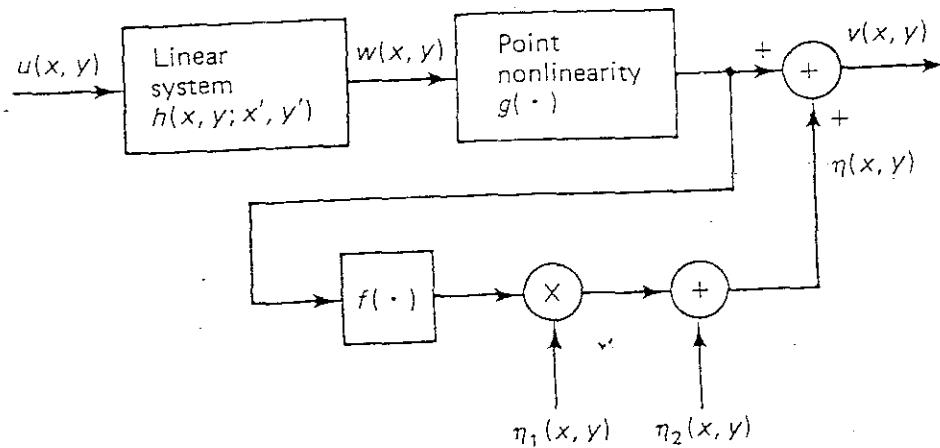 u(x, y)
Linear
system
h(x, y; x′, y′)
w(x, y)
Point
nonlinearity
g( · )
+
+
v(x, y)
+
η(x, y)
f( · )
×
+
η1(x, y)
η2(x, y)